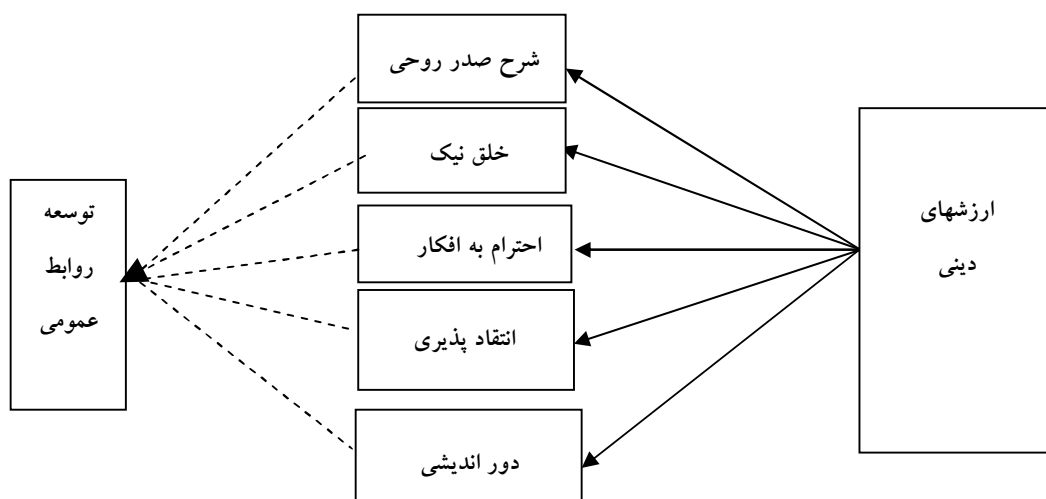 ارزشهای
دینی
شرح صدر روحی
خلق نیک
احترام به افکار
انتقاد پذیری
دور اندیشی
توسعه
روابط
عمومی